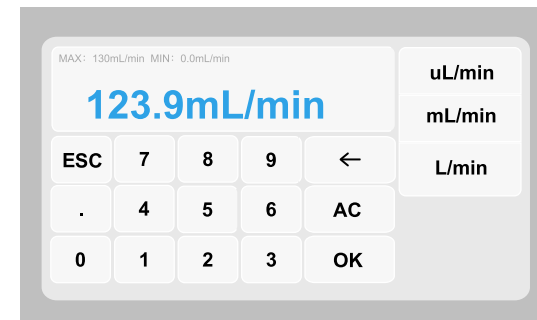 MAX: 130mL/min MIN: 0.0mL/min
123.9mL/min
uL/min
mL/min
L/min
ESC 7 8 9 ←
. 4 5 6 AC
0 1 2 3 OK